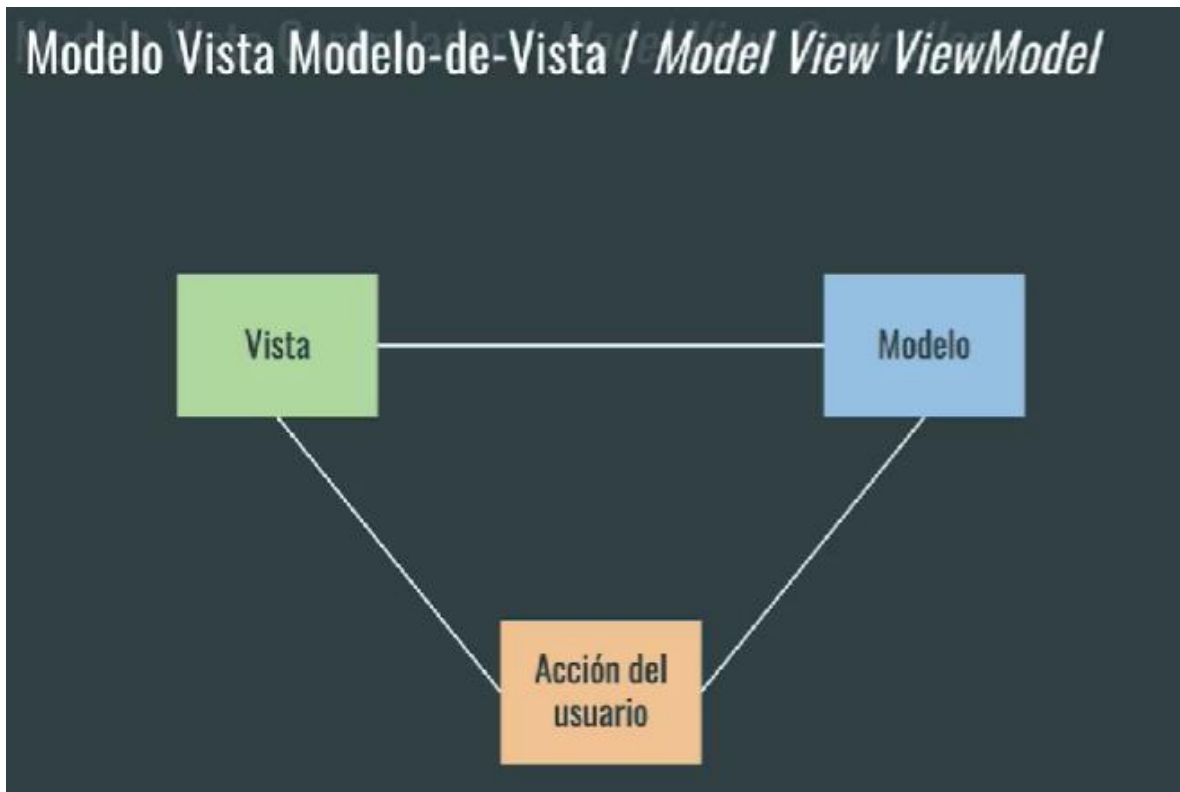 Modelo Vista Modelo-de-Vista / Model View ViewModel
Vista
Modelo
Acción del
usuario